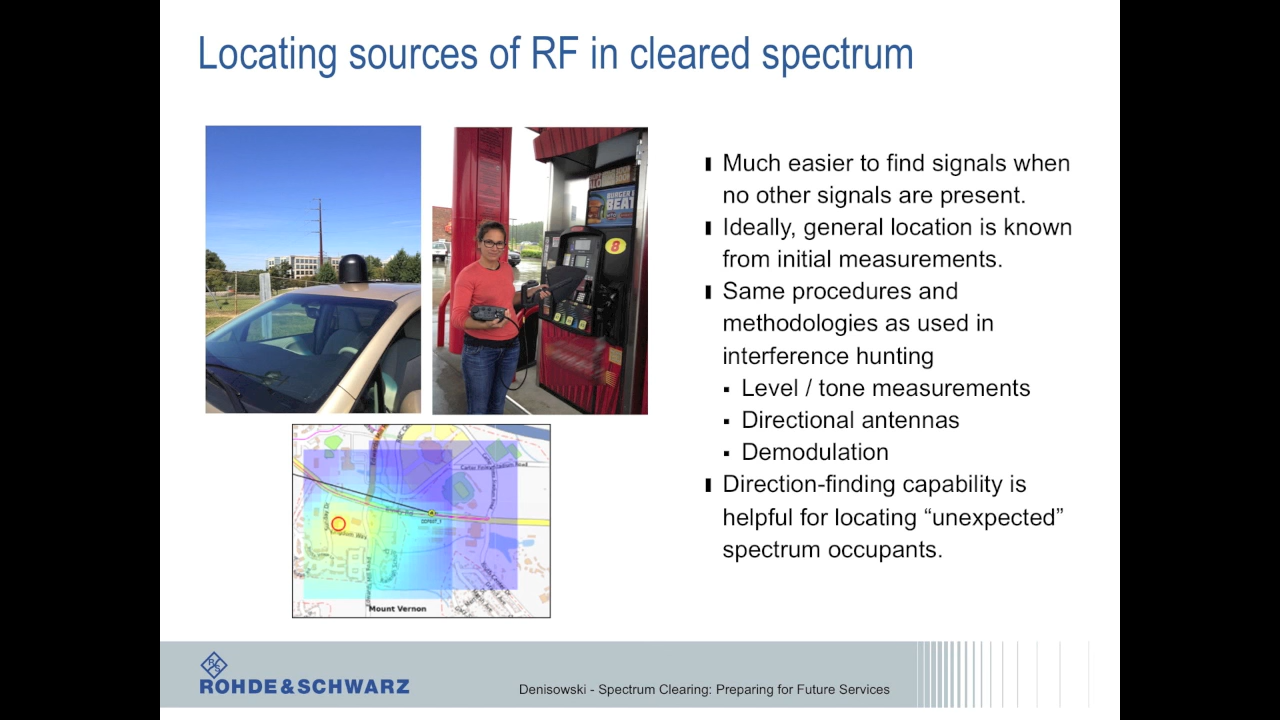 Locating sources of RF in cleared spectrum
BURGER
BEAT
8
Much easier to find signals when
no other signals are present.
Ideally, general location is known
from initial measurements.
Same procedures and
methodologies as used in
interference hunting
Level / tone measurements
Directional antennas
Demodulation
Direction-finding capability is
helpful for locating “unexpected”
spectrum occupants.
Mount Vernon
R S
ROHDE & SCHWARZ
Denisowski - Spectrum Clearing: Preparing for Future Services